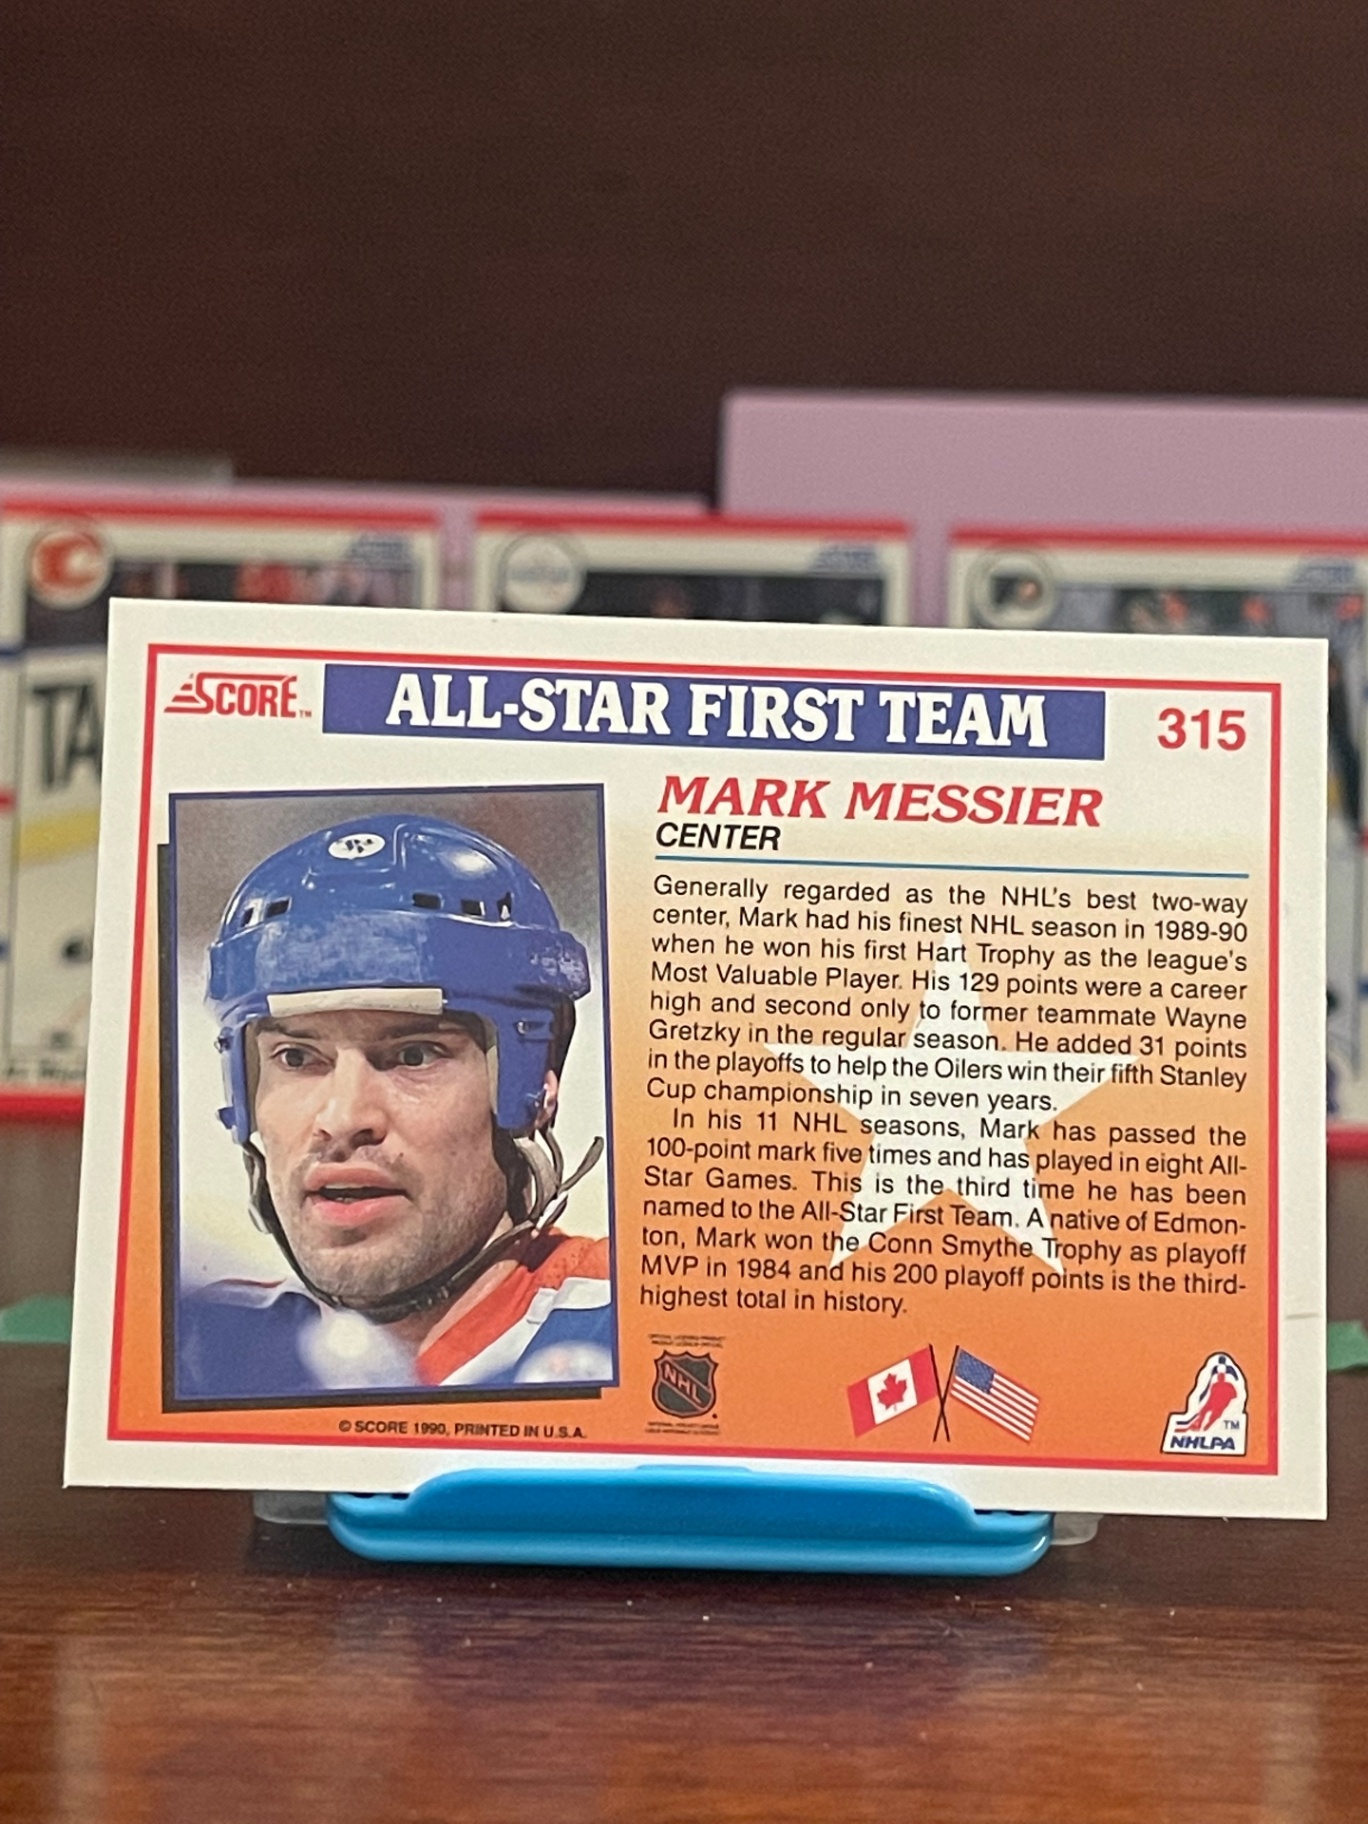 TA
SCORE™
ALL-STAR FIRST TEAM
315
MARK MESSIER
CENTER
Generally regarded as the NHL's best two-way
center, Mark had his finest NHL season in 1989-90
when he won his first Hart Trophy as the league's
Most Valuable Player. His 129 points were a career
high and second only to former teammate Wayne
Gretzky in the regular season. He added 31 points
in the playoffs to help the Oilers win their fifth Stanley
Cup championship in seven years.
In his 11 NHL seasons, Mark has passed the
100-point mark five times and has played in eight All-
Star Games. This is the third time he has been
named to the All-Star First Team. A native of Edmon-
ton, Mark won the Conn Smythe Trophy as playoff
MVP in 1984 and his 200 playoff points is the third-
highest total in history.
© SCORE 1990, PRINTED IN U.S.A.
NHL
TM
NHLPA